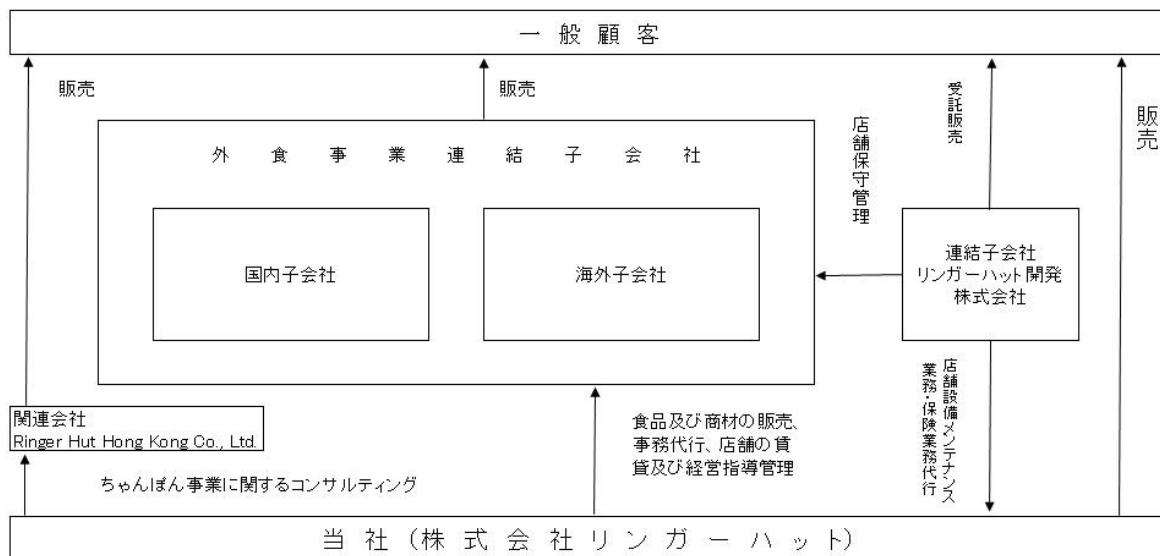 一般顧客
販売
販売
受託販売
販売
店舗保守管理
外食事業連結子会社
国内子会社
海外子会社
連結子会社
リンガーハット開発
株式会社
関連会社
Ringer Hut Hong Kong Co., Ltd.
食品及び商材の販売、
事務代行、店舗の賃
貸及び経営指導管理
店舗設備メンテナンス
業務・保険業務代行
ちゃんぽん事業に関するコンサルティング
当社(株式会社リンガーハット)